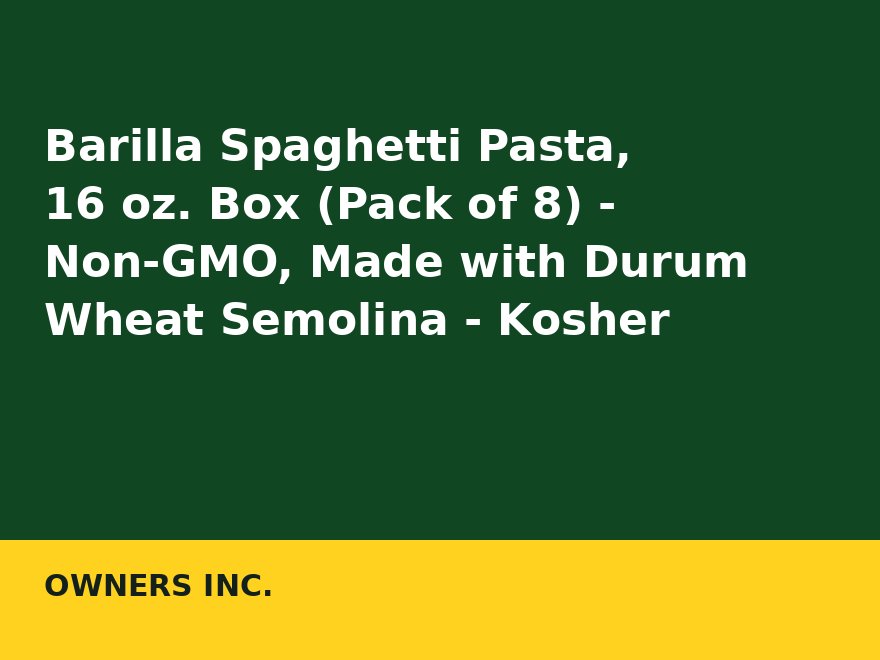 Barilla Spaghetti Pasta,
16 oz. Box (Pack of 8) -
Non-GMO, Made with Durum
Wheat Semolina - Kosher
OWNERS INC.